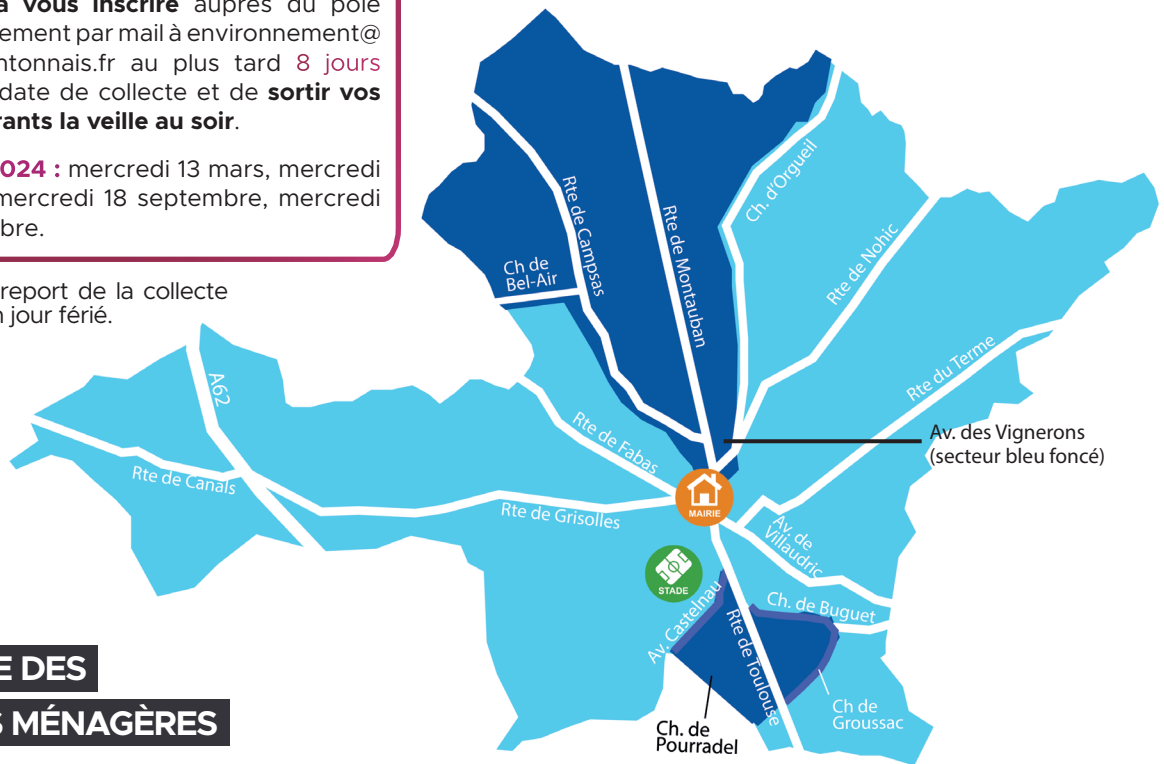 à vous inscrire auprès du pôle
ement par mail à environnement@
ntonnais.fr au plus tard 8 jours
date de collecte et de sortir vos
rants la veille au soir.
024 : mercredi 13 mars, mercredi
mercredi 18 septembre, mercredi
bre.
report de la collecte
n jour férié.
Rte de Campsas
Rte de Montauban
Ch. d'Orgueil
Rte de Nohic
Ch de
Bel-Air
Rte du Terme
A62
Rte de Fabas
Av. des Vignerons
(secteur bleu foncé)
Rte de Canals
MAIRIE
Rte de Grisolles
Av. de
Villaudric
STADE
Av. Castelnau
Ch. de Buguet
Rte de Toulouse
Ch de
Groussac
Ch. de
Pourradel
E DES
S MÉNAGÈRES